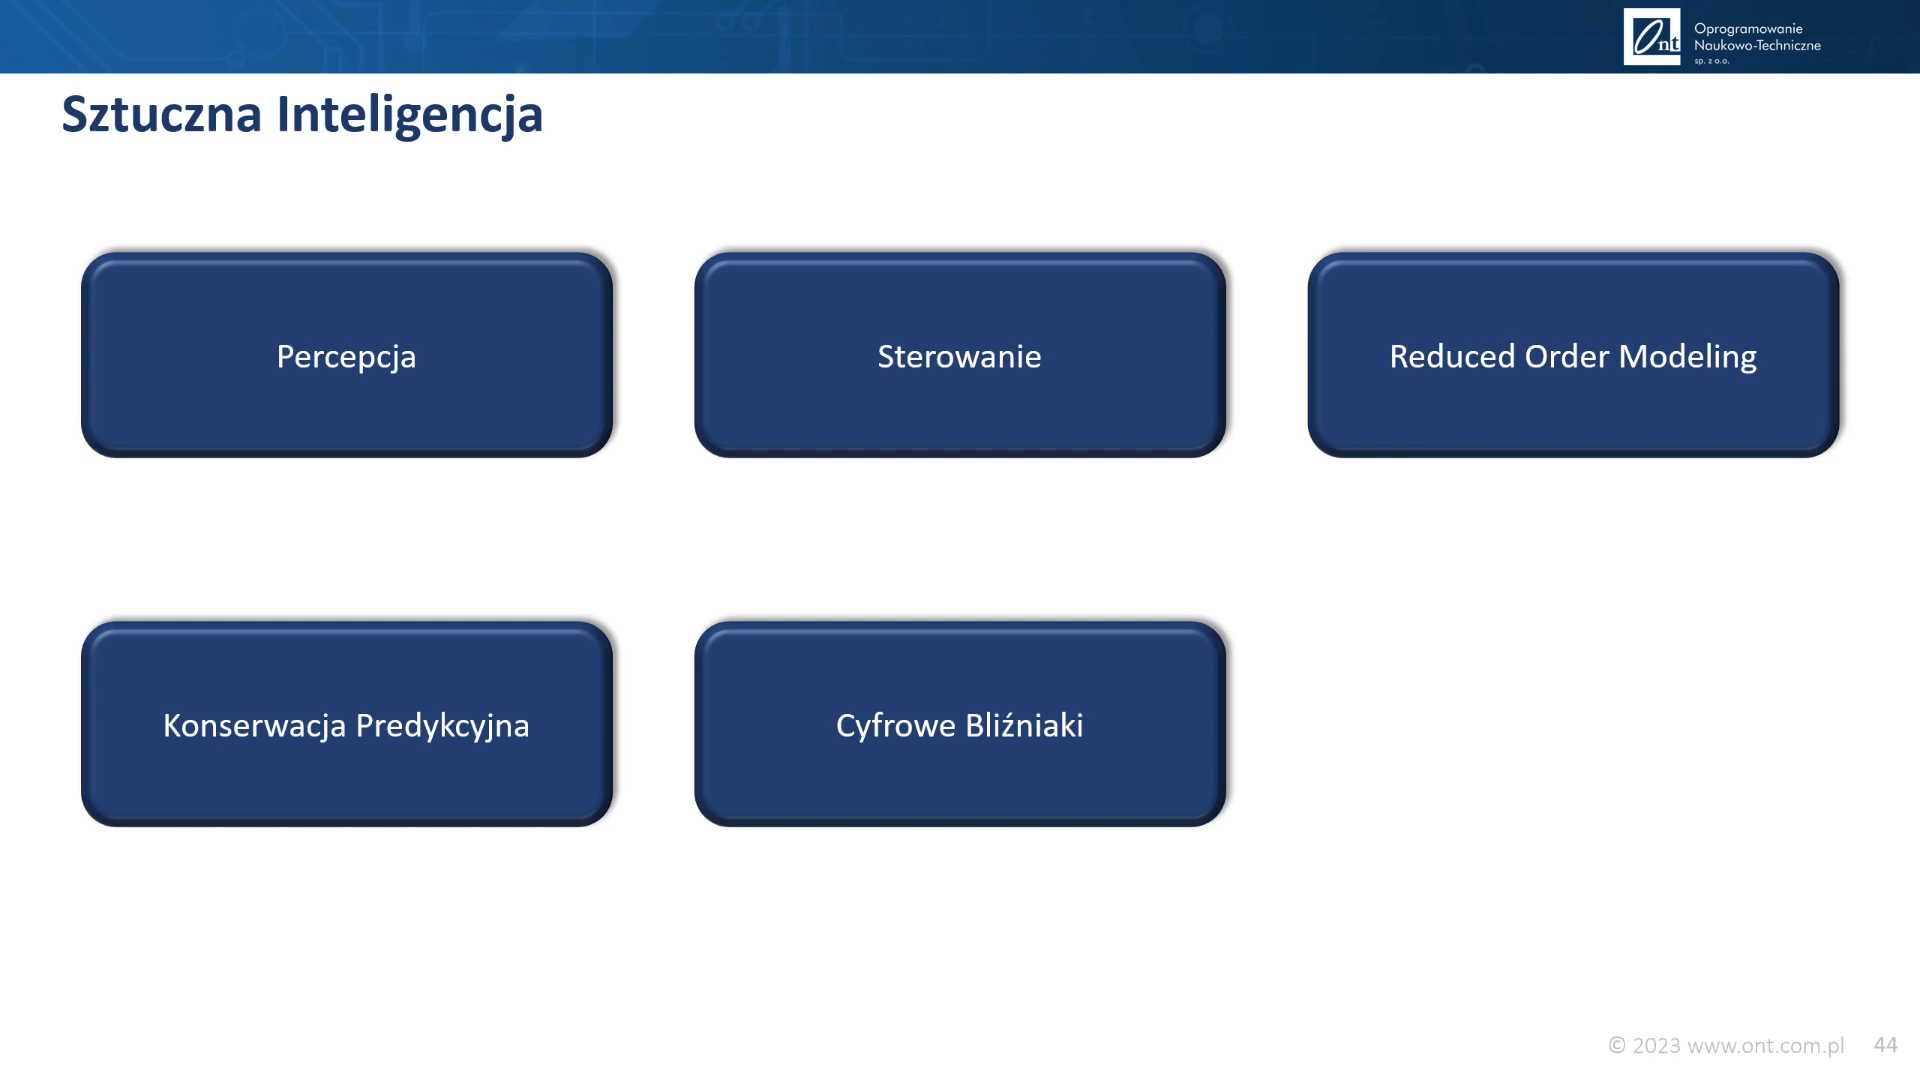 Ont
Oprogramowanie
Naukowo-Techniczne
sp. z o.o.
Sztuczna Inteligencja
Percepcja
Sterowanie
Reduced Order Modeling
Konserwacja Predykcyjna
Cyfrowe Bliźniaki
© 2023 www.ont.com.pl 44